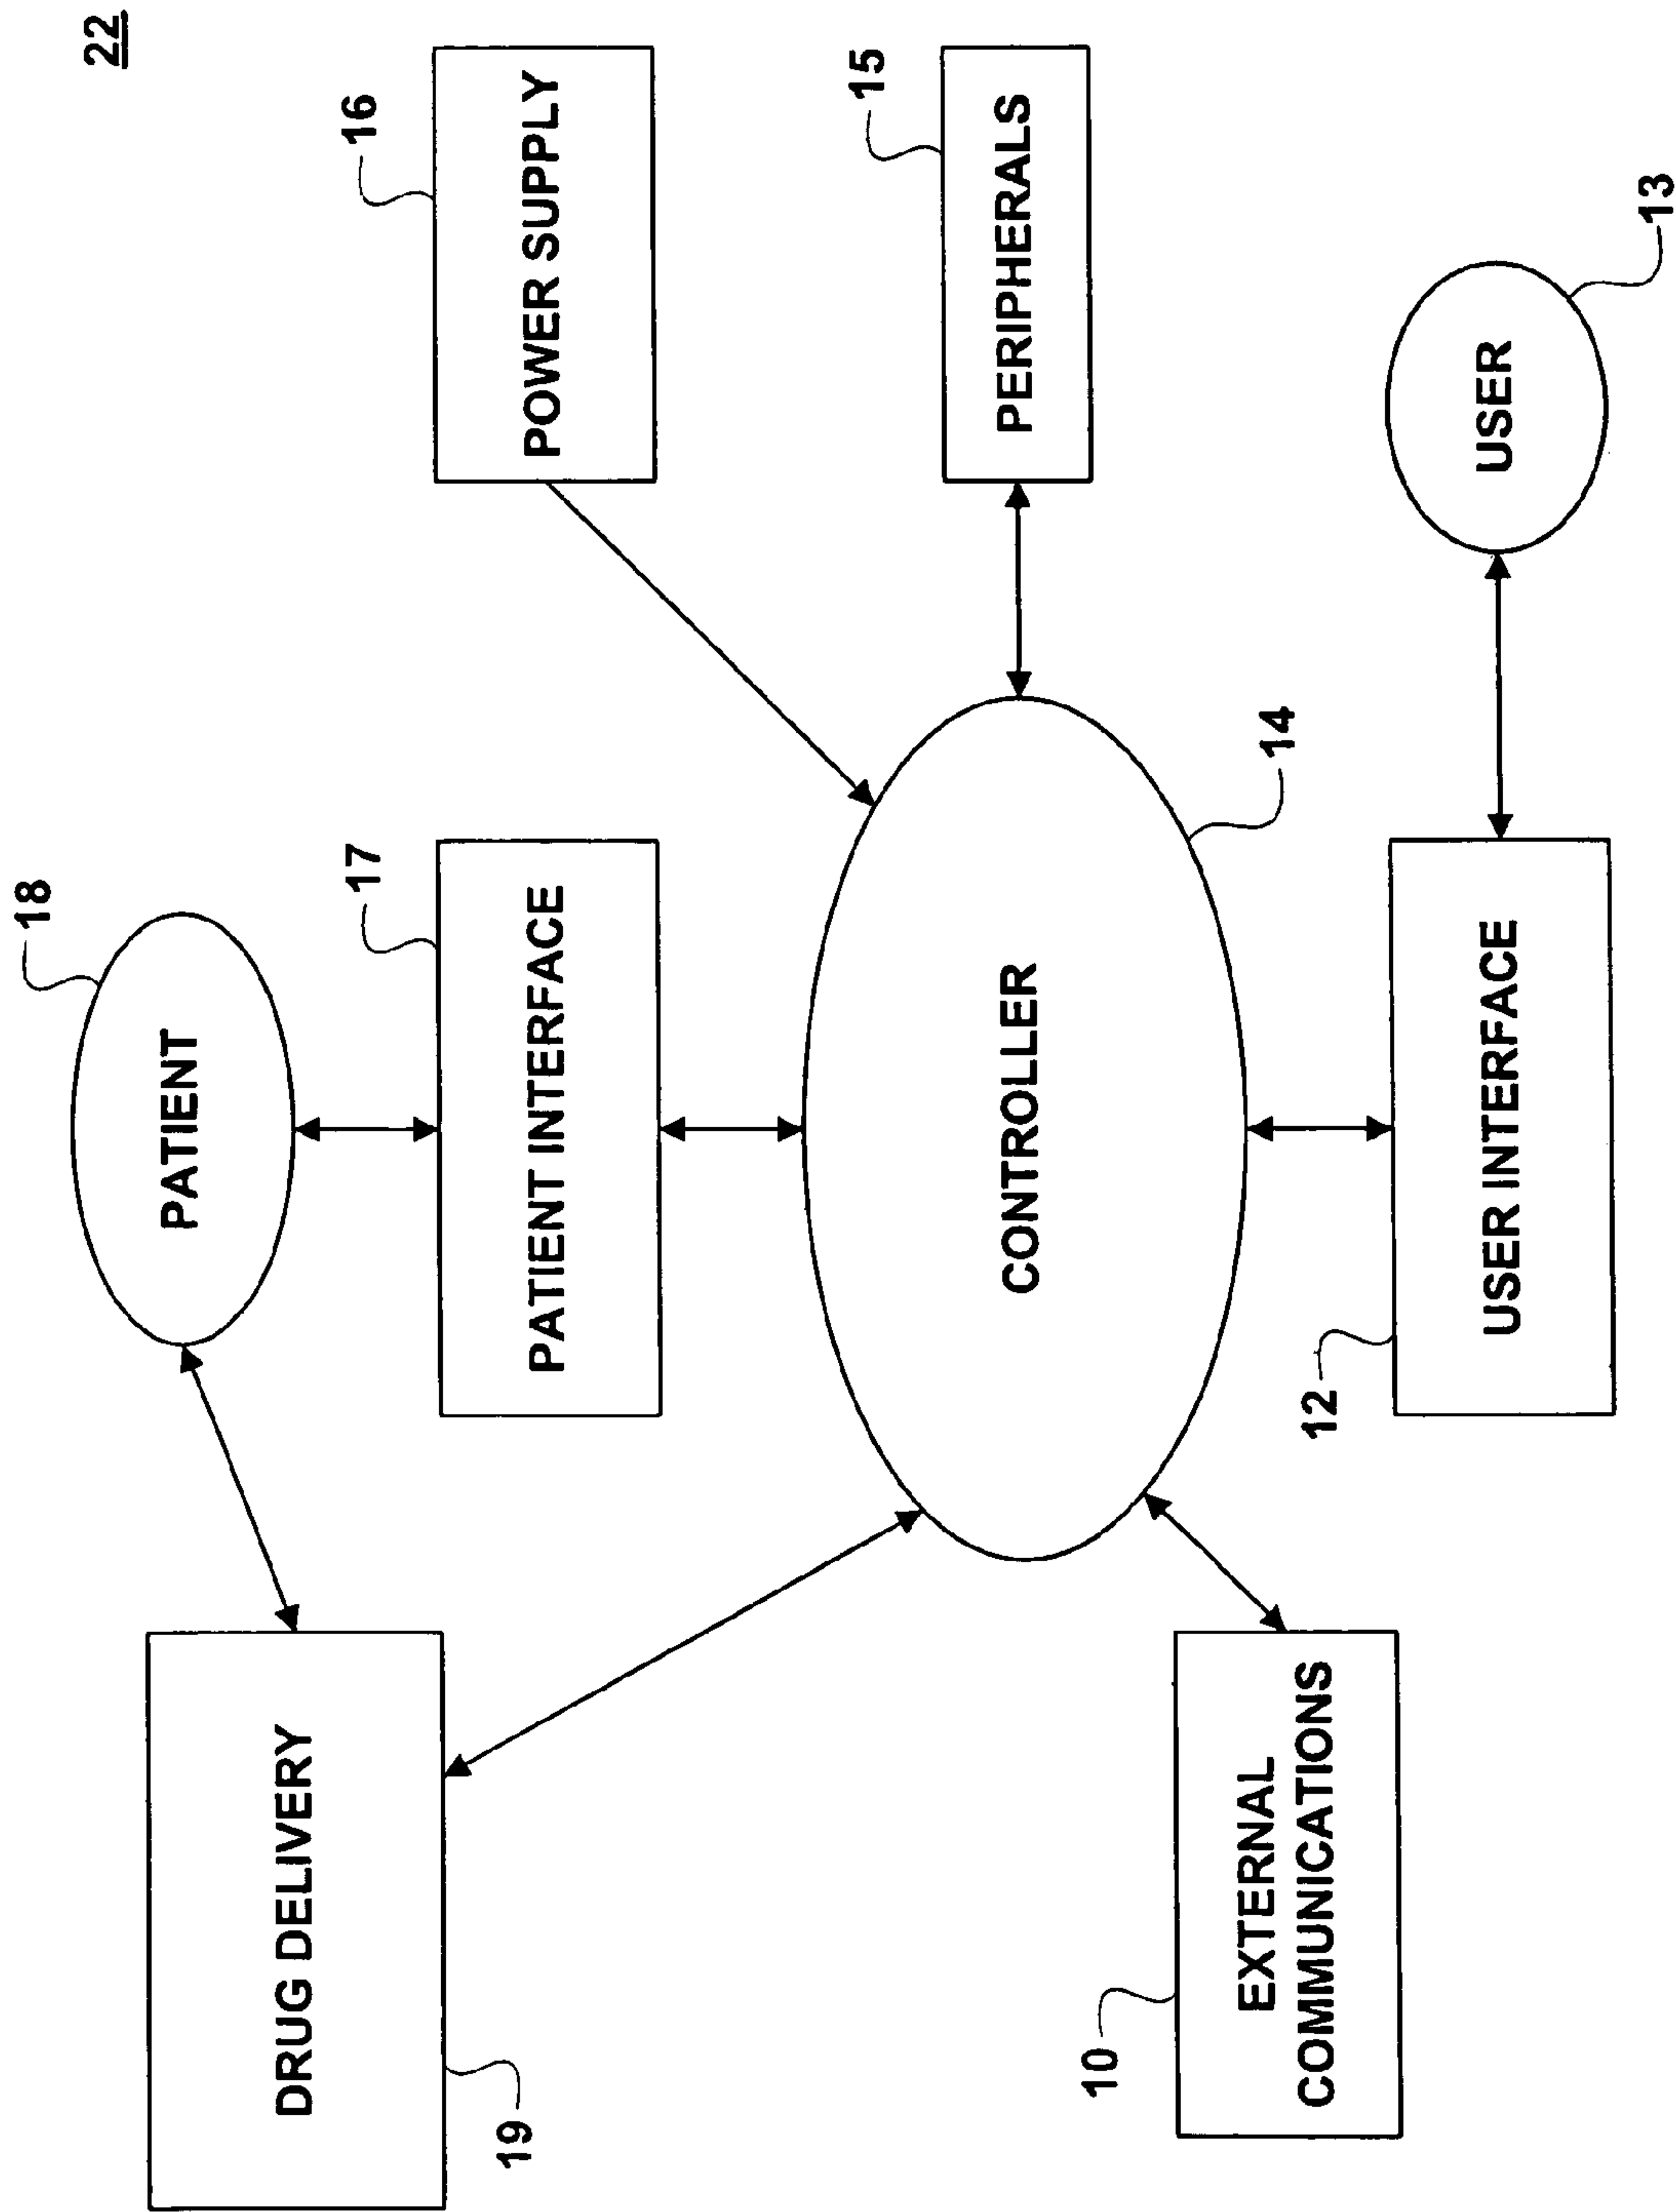 22
18
PATIENT
DRUG DELIVERY
19
17
PATIENT INTERFACE
16
POWER SUPPLY
CONTROLLER
14
15
PERIPHERALS
10
EXTERNAL
COMMUNICATIONS
12
USER INTERFACE
USER
13